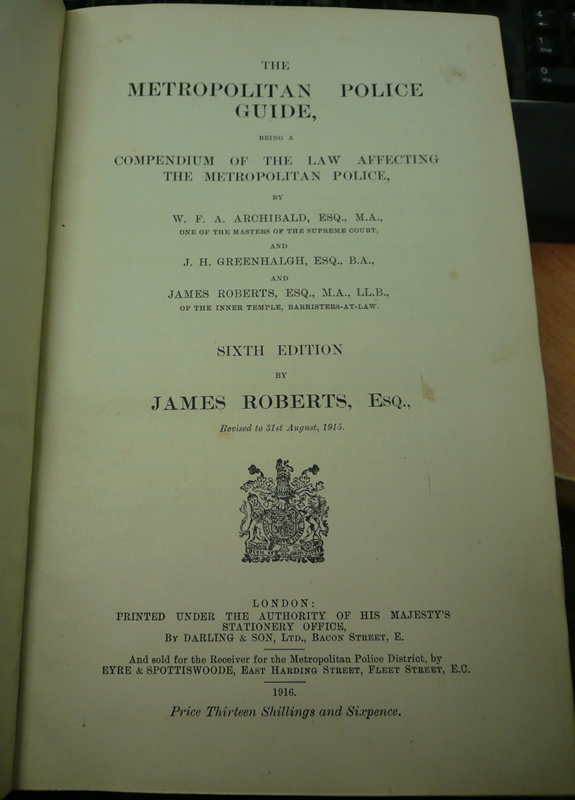 THE
METROPOLITAN POLICE
GUIDE,
BEING A
COMPENDIUM OF THE LAW AFFECTING
THE METROPOLITAN POLICE,
BY
W. F. A. ARCHIBALD, ESQ., M.A.,
ONE OF THE MASTERS OF THE SUPREME COURT,
AND
J. H. GREENHALGH, ESQ., B.A.,
AND
JAMES ROBERTS, ESQ., M.A., LL.B.,
OF THE INNER TEMPLE, BARRISTERS-AT-LAW.
SIXTH EDITION
BY
JAMES ROBERTS, ESQ.,
Revised to 31st August, 1915.
LONDON:
PRINTED UNDER THE AUTHORITY OF HIS MAJESTY'S
STATIONERY OFFICE,
BY DARLING & SON, LTD., BACON STREET, E.
And sold for the Receiver for the Metropolitan Police District, by
EYRE & SPOTTISWOODE, EAST HARDING STREET, FLEET STREET, E.C.
1916.
Price Thirteen Shillings and Sixpence.